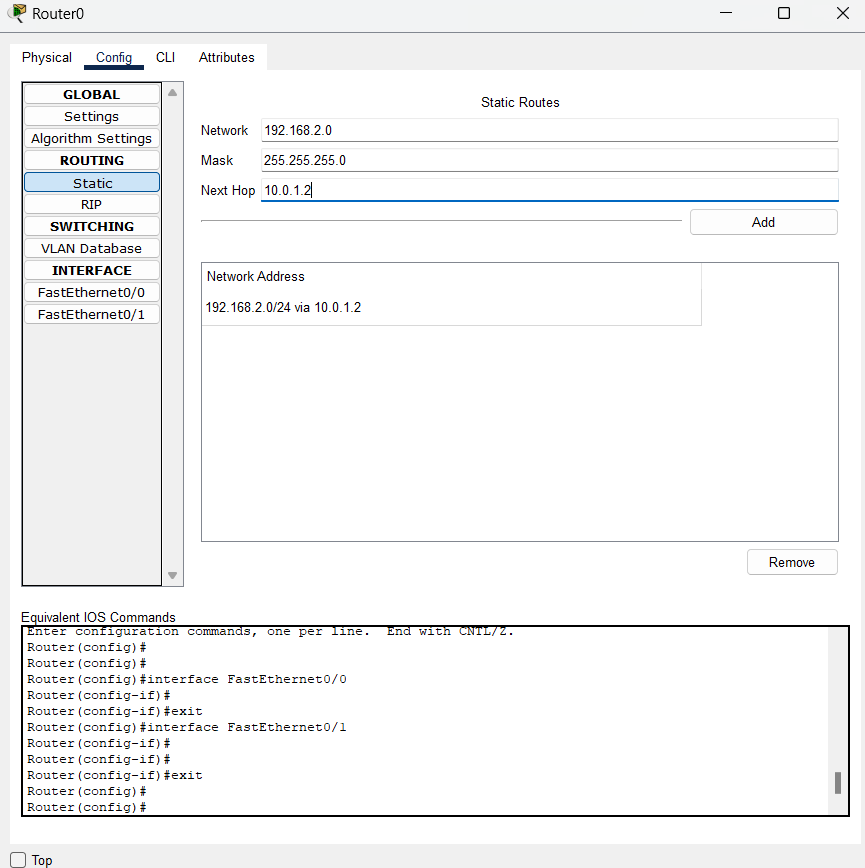 Router0
Physical Config CLI Attributes
GLOBAL
Settings
Algorithm Settings
ROUTING
Static
RIP
SWITCHING
VLAN Database
INTERFACE
FastEthernet0/0
FastEthernet0/1
Static Routes
Network 192.168.2.0
Mask 255.255.255.0
Next Hop 10.0.1.2
Add
Network Address
192.168.2.0/24 via 10.0.1.2
Remove
Equivalent IOS Commands
Enter configuration commands, one per line.  End with CNTL/Z.
Router(config)#
Router(config)#
Router(config)#interface FastEthernet0/0
Router(config-if)#
Router(config-if)#exit
Router(config)#interface FastEthernet0/1
Router(config-if)#
Router(config-if)#
Router(config-if)#exit
Router(config)#
Router(config)#
Top